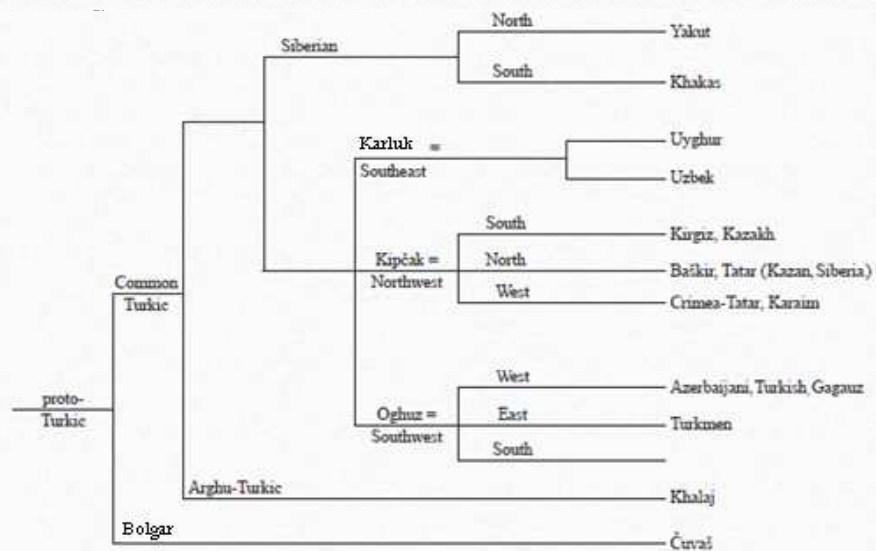 North
Yakut
Siberian
South
Khakas
Karluk =
Southeast
Uyghur
Uzbek
South
Kirgiz, Kazakh
Kipčak =
Northwest
North
Baškir, Tatar (Kazan, Siberia)
West
Crimea-Tatar, Karaim
Common
Turkic
West
Azerbaijani, Turkish, Gagauz
proto-
Turkic
Oghuz =
Southwest
East
Turkmen
South
Arghu-Turkic
Khalaj
Bolgar
Čuvaš